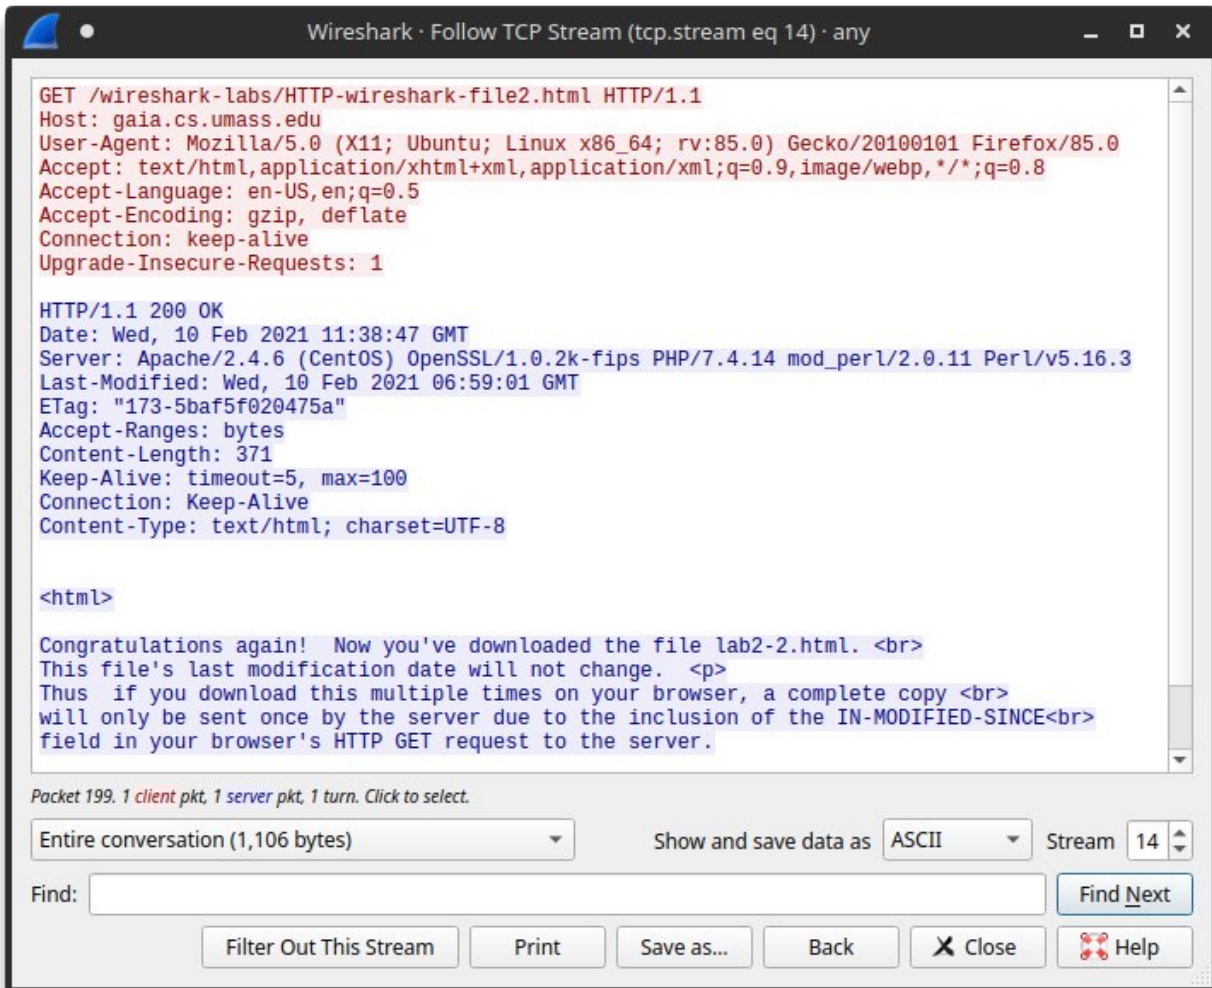 Wireshark · Follow TCP Stream (tcp.stream eq 14) · any
GET /wireshark-labs/HTTP-wireshark-file2.html HTTP/1.1
Host: gaia.cs.umass.edu
User-Agent: Mozilla/5.0 (X11; Ubuntu; Linux x86_64; rv:85.0) Gecko/20100101 Firefox/85.0
Accept: text/html,application/xhtml+xml,application/xml;q=0.9,image/webp,*/*;q=0.8
Accept-Language: en-US,en;q=0.5
Accept-Encoding: gzip, deflate
Connection: keep-alive
Upgrade-Insecure-Requests: 1
HTTP/1.1 200 OK
Date: Wed, 10 Feb 2021 11:38:47 GMT
Server: Apache/2.4.6 (CentOS) OpenSSL/1.0.2k-fips PHP/7.4.14 mod_perl/2.0.11 Perl/v5.16.3
Last-Modified: Wed, 10 Feb 2021 06:59:01 GMT
ETag: "173-5baf5f020475a"
Accept-Ranges: bytes
Content-Length: 371
Keep-Alive: timeout=5, max=100
Connection: Keep-Alive
Content-Type: text/html; charset=UTF-8
<html>
Congratulations again!  Now you've downloaded the file lab2-2.html. <br>
This file's last modification date will not change.  <p>
Thus  if you download this multiple times on your browser, a complete copy <br>
will only be sent once by the server due to the inclusion of the IN-MODIFIED-SINCE<br>
field in your browser's HTTP GET request to the server.
Packet 199. 1 client pkt, 1 server pkt, 1 turn. Click to select.
Entire conversation (1,106 bytes) Show and save data as ASCII Stream 14
Find: Find Next
Filter Out This Stream Print Save as... Back Close Help